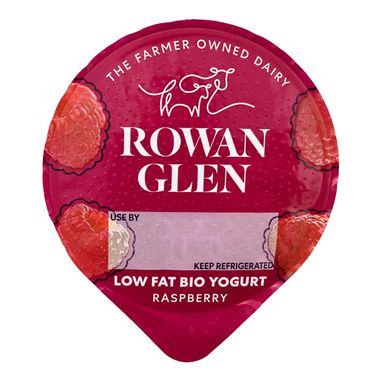 THE FARMER OWNED DAIRY
ROWAN
GLEN
USE BY
KEEP REFRIGERATED
LOW FAT BIO YOGURT
RASPBERRY